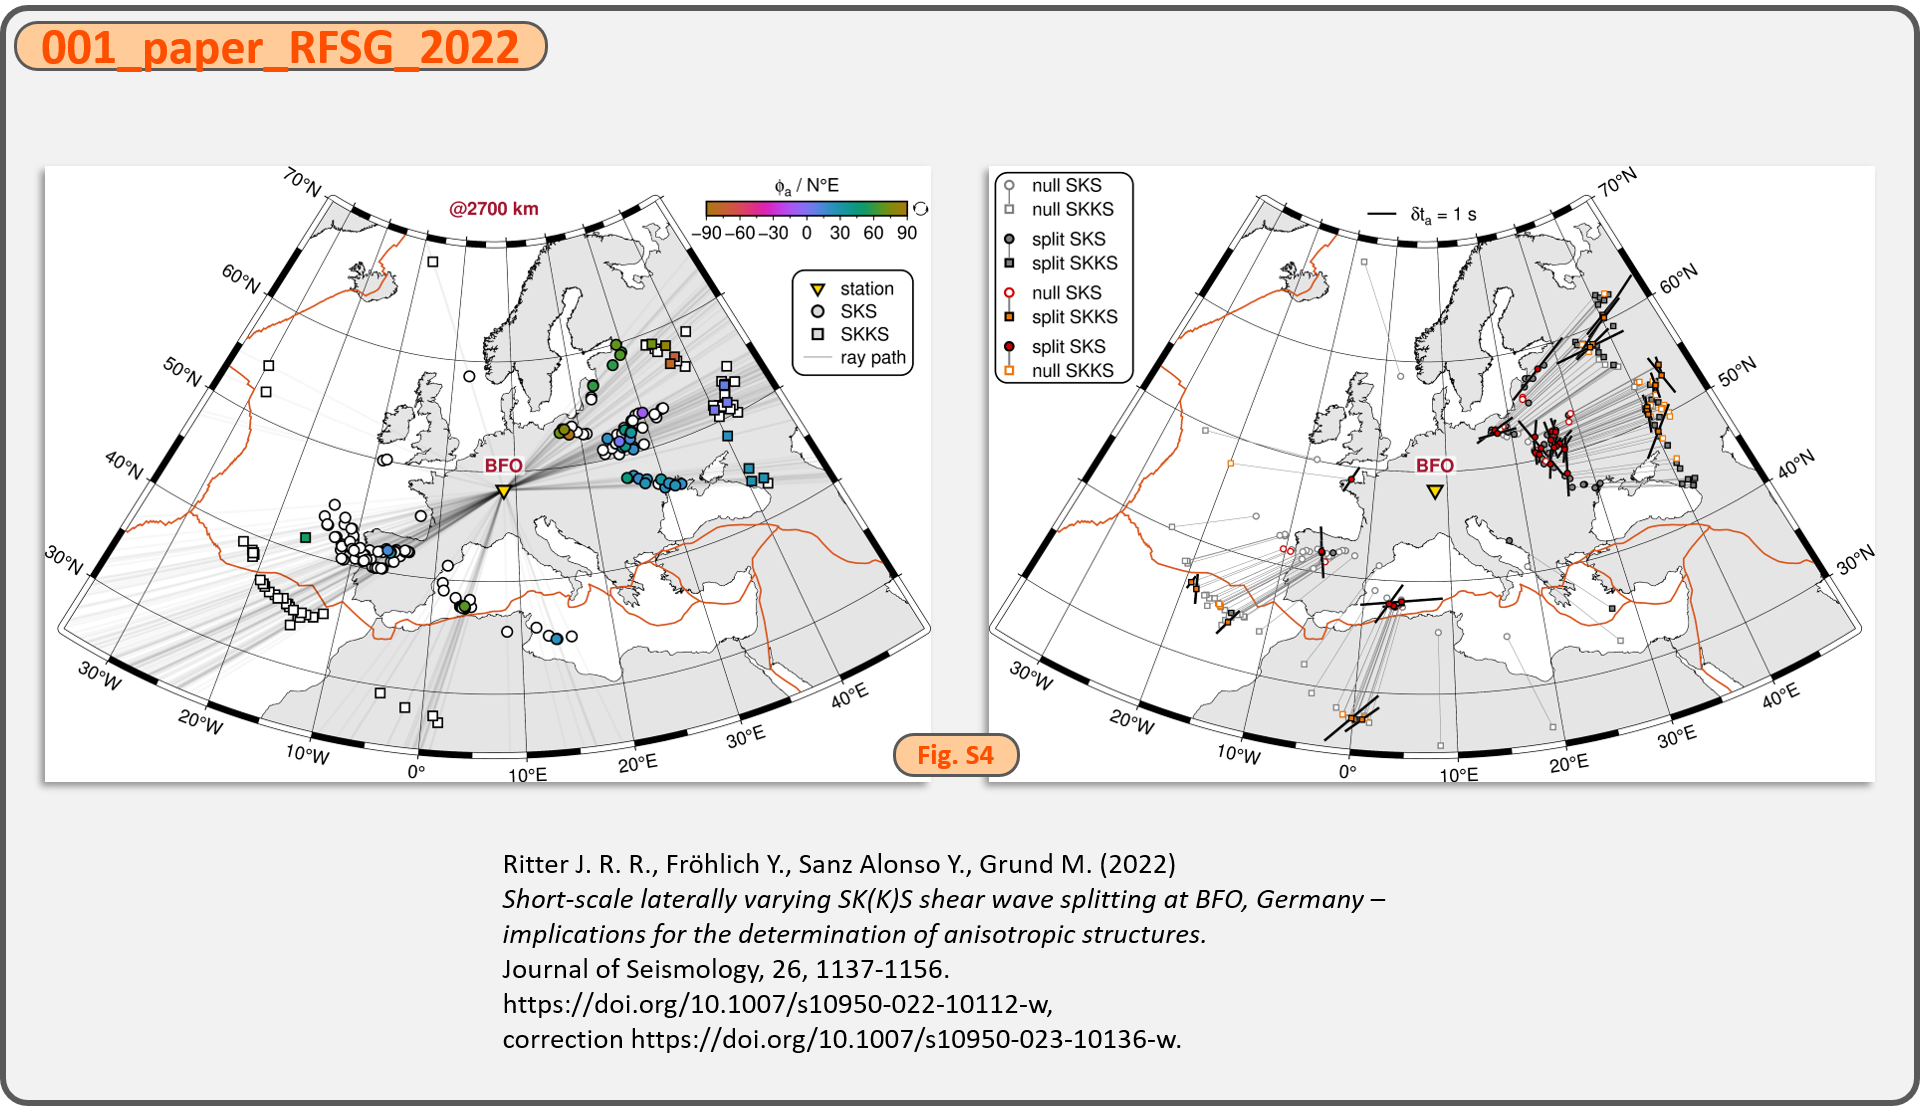 001_paper_RFSG_2022
70°N
60°N
50°N
40°N
30°N
30°W
20°W
10°W
0°
10°E
20°E
30°E
40°E
@2700 km
ϕa / N°E
−90 −60 −30 0 30 60 90
station
SKS
SKKS
ray path
BFO
null SKS
null SKKS
split SKS
split SKKS
null SKS
split SKKS
split SKS
null SKKS
δta = 1 s
70°N
60°N
50°N
40°N
30°N
BFO
30°W
20°W
10°W
0°
10°E
20°E
30°E
40°E
Fig. S4
Ritter J. R. R., Fröhlich Y., Sanz Alonso Y., Grund M. (2022)
Short-scale laterally varying SK(K)S shear wave splitting at BFO, Germany –
implications for the determination of anisotropic structures.
Journal of Seismology, 26, 1137-1156.
https://doi.org/10.1007/s10950-022-10112-w,
correction https://doi.org/10.1007/s10950-023-10136-w.